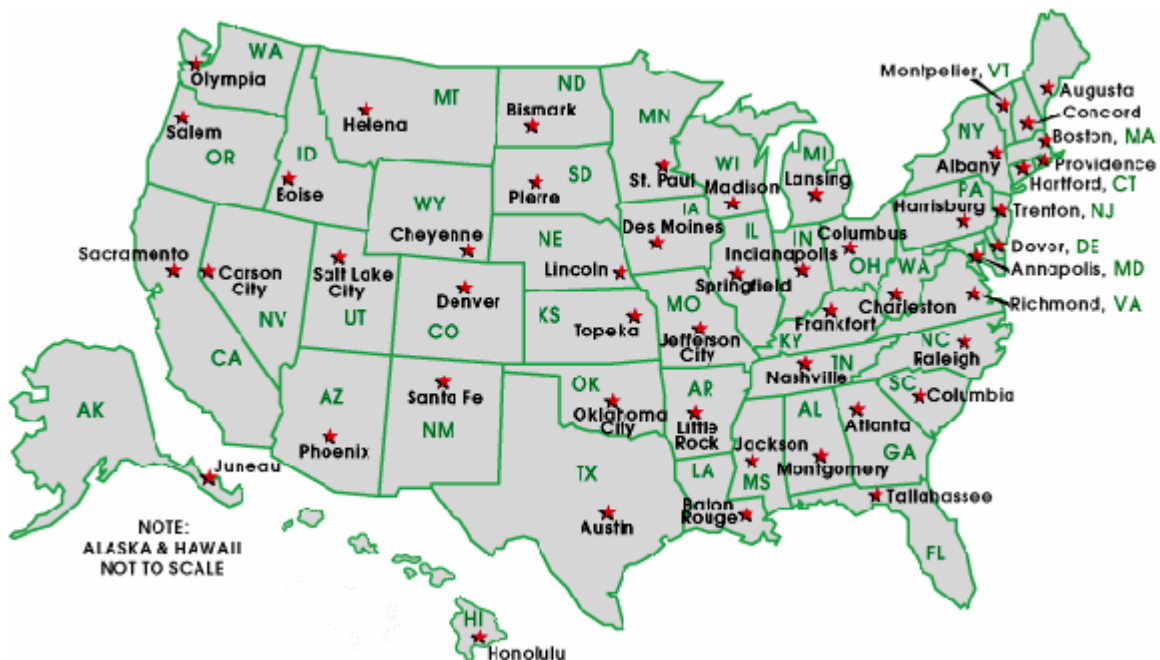 WA
Olympia
MT
Helena
ND
Bismark
MN
St. Paul
Salem
OR
ID
Boise
SD
Pierre
WY
Cheyenne
WI
Madison
MI
Lansing
Montpelier, VT
Augusta
Concord
NY
Albany
Boston, MA
Providence
Hartford, CT
PA
Harrisburg
Trenton, NJ
Dover, DE
Annapolis, MD
Richmond, VA
Sacramento
Carson
City
NV
CA
Salt Lake
City
UT
Denver
CO
NE
Lincoln
IA
Des Moines
IL
Springfield
IN
Indianapolis
Columbus
OH
WA
Charleston
KS
Topeka
MO
Jefferson
City
KY
Frankfort
TN
Nashville
NC
Raleigh
SC
Columbia
AZ
Phoenix
Santa Fe
NM
OK
Oklahoma
City
AR
Little
Rock
AL
Montgomery
Atlanta
GA
Jackson
MS
LA
Baton
Rouge
TX
Austin
Tallahassee
FL
AK
Juneau
NOTE:
ALASKA & HAWAII
NOT TO SCALE
HI
Honolulu